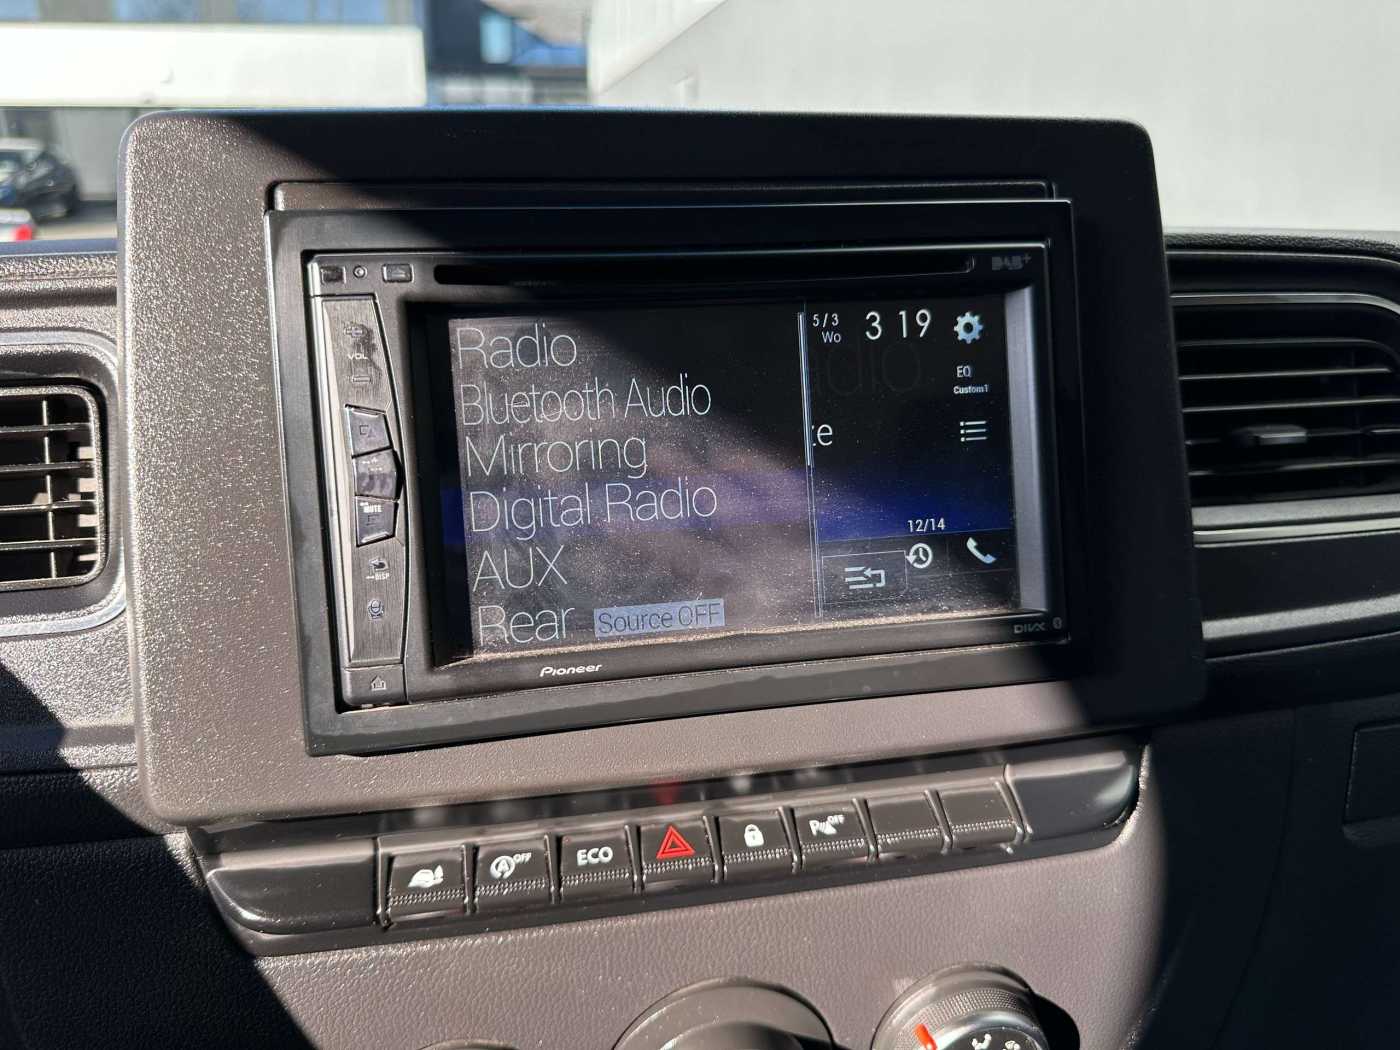 DAB+
VOL
MUTE
DISP
Radio
Bluetooth Audio
Mirroring
Digital Radio
AUX
Rear
Source OFF
5/3
Wo
3 19
EQ
Custom1
te
12/14
Pioneer
DIVX
OFF
ECO
P OFF